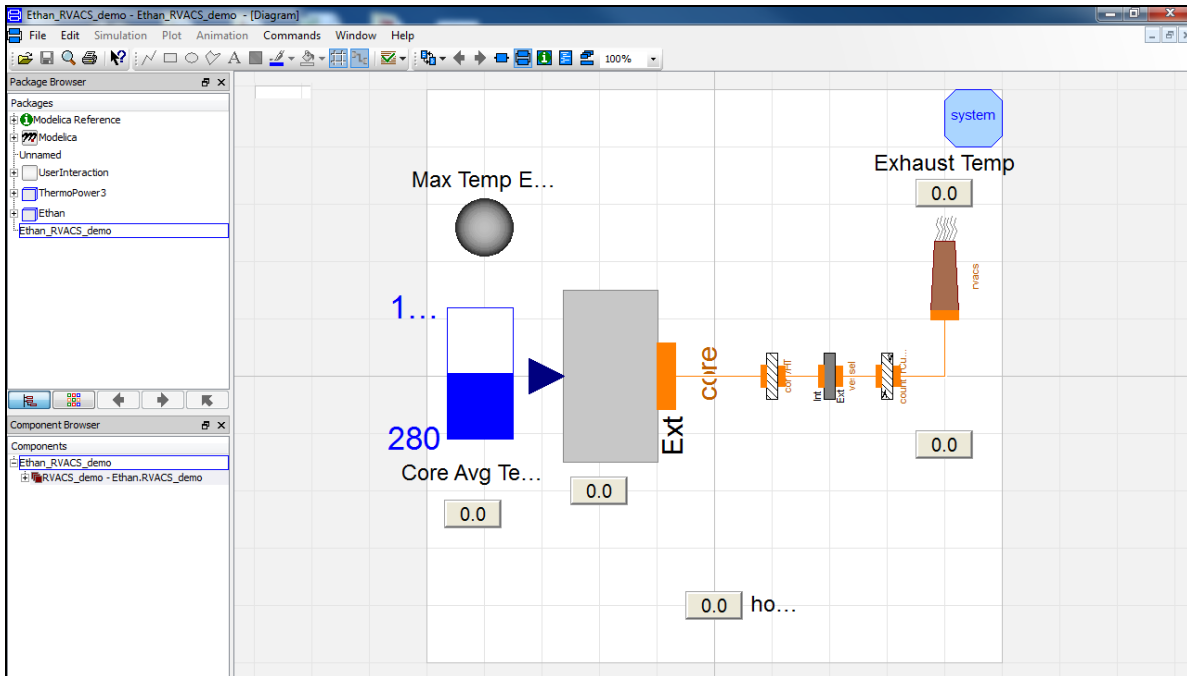 Ethan_RVACS_demo - Ethan_RVACS_demo - [Diagram]
File Edit Simulation Plot Animation Commands Window Help
100%
Package Browser
Packages
Modelica Reference
Modelica
Unnamed
UserInteraction
ThermoPower3
Ethan
Ethan_RVACS_demo
Component Browser
Components
Ethan_RVACS_demo
RVACS_demo - Ethan.RVACS_demo
system
Exhaust Temp
0.0
Max Temp E...
rvacs
1...
280
core
Ext
Int
Ext
vessel
Core Avg Te...
0.0
0.0
0.0
0.0 ho...